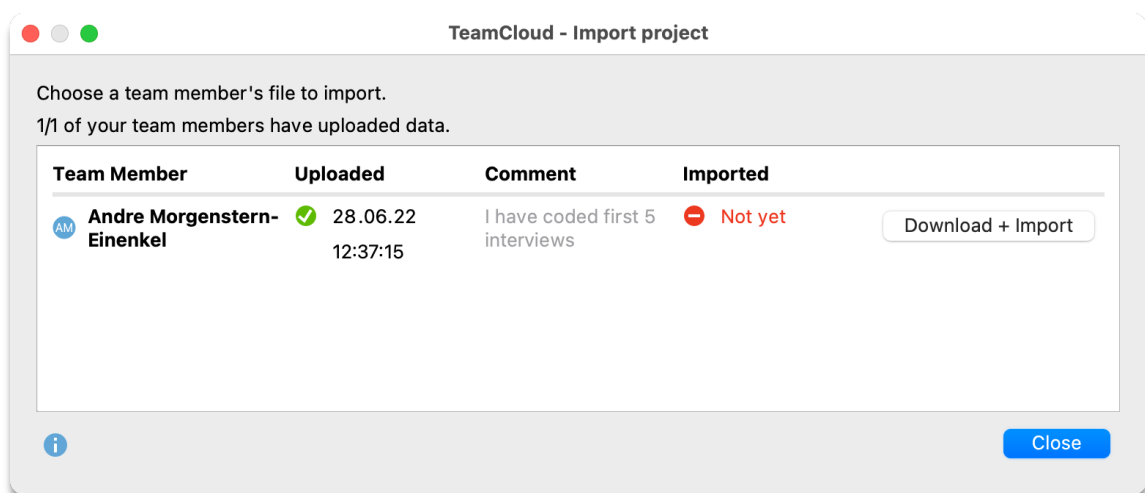 TeamCloud - Import project
Choose a team member's file to import.
1/1 of your team members have uploaded data.
Team Member Uploaded Comment Imported
AM Andre Morgenstern- 28.06.22 I have coded first 5 Not yet Download + Import
Einenkel 12:37:15 interviews
Close